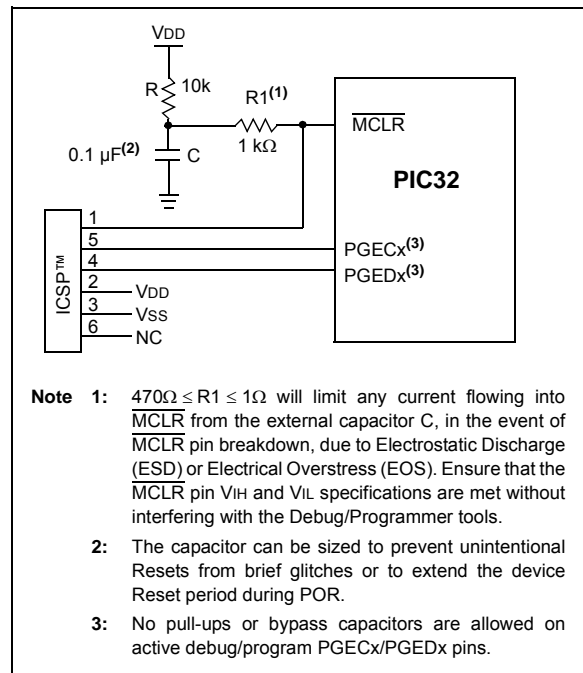 VDD
R 10k
R1(1)
1 kΩ
MCLR
0.1 µF(2) C
PIC32
ICSP™
1
5
4
2
3
6
PGECx(3)
PGEDx(3)
VDD
VSS
NC
Note 1: 470Ω ≤ R1 ≤ 1Ω will limit any current flowing into
MCLR from the external capacitor C, in the event of
MCLR pin breakdown, due to Electrostatic Discharge
(ESD) or Electrical Overstress (EOS). Ensure that the
MCLR pin VIH and VIL specifications are met without
interfering with the Debug/Programmer tools.
2: The capacitor can be sized to prevent unintentional
Resets from brief glitches or to extend the device
Reset period during POR.
3: No pull-ups or bypass capacitors are allowed on
active debug/program PGECx/PGEDx pins.